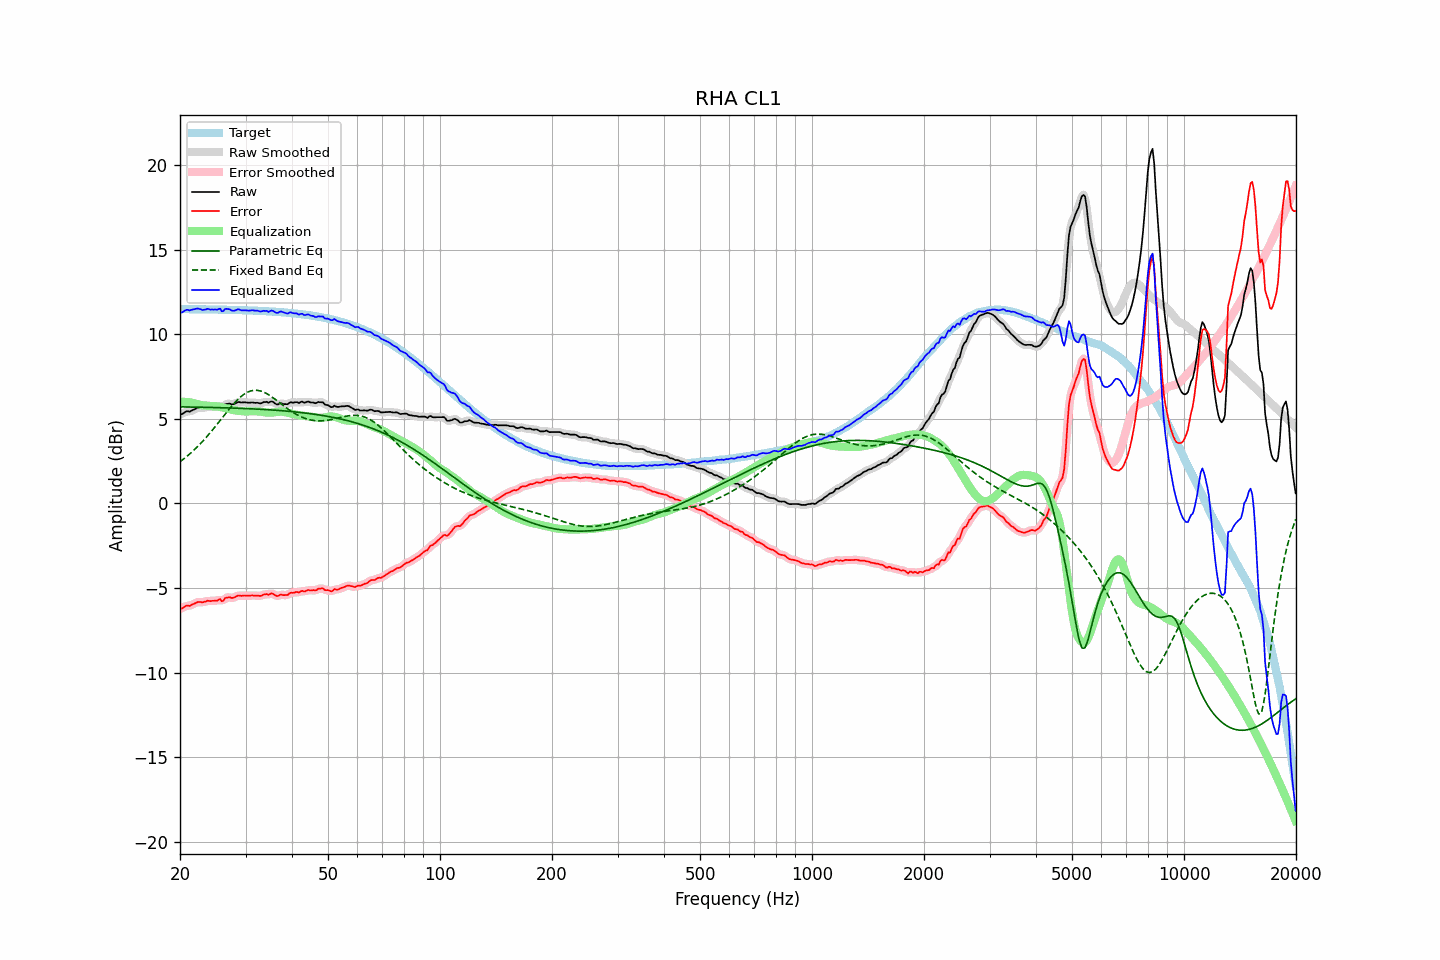 RHA CL1
Target
Raw Smoothed
Error Smoothed
Raw
Error
Equalization
Parametric Eq
Fixed Band Eq
Equalized
Amplitude (dBr)
20
15
10
5
0
−5
−10
−15
−20
20 50 100 200 500 1000 2000 5000 10000 20000
Frequency (Hz)